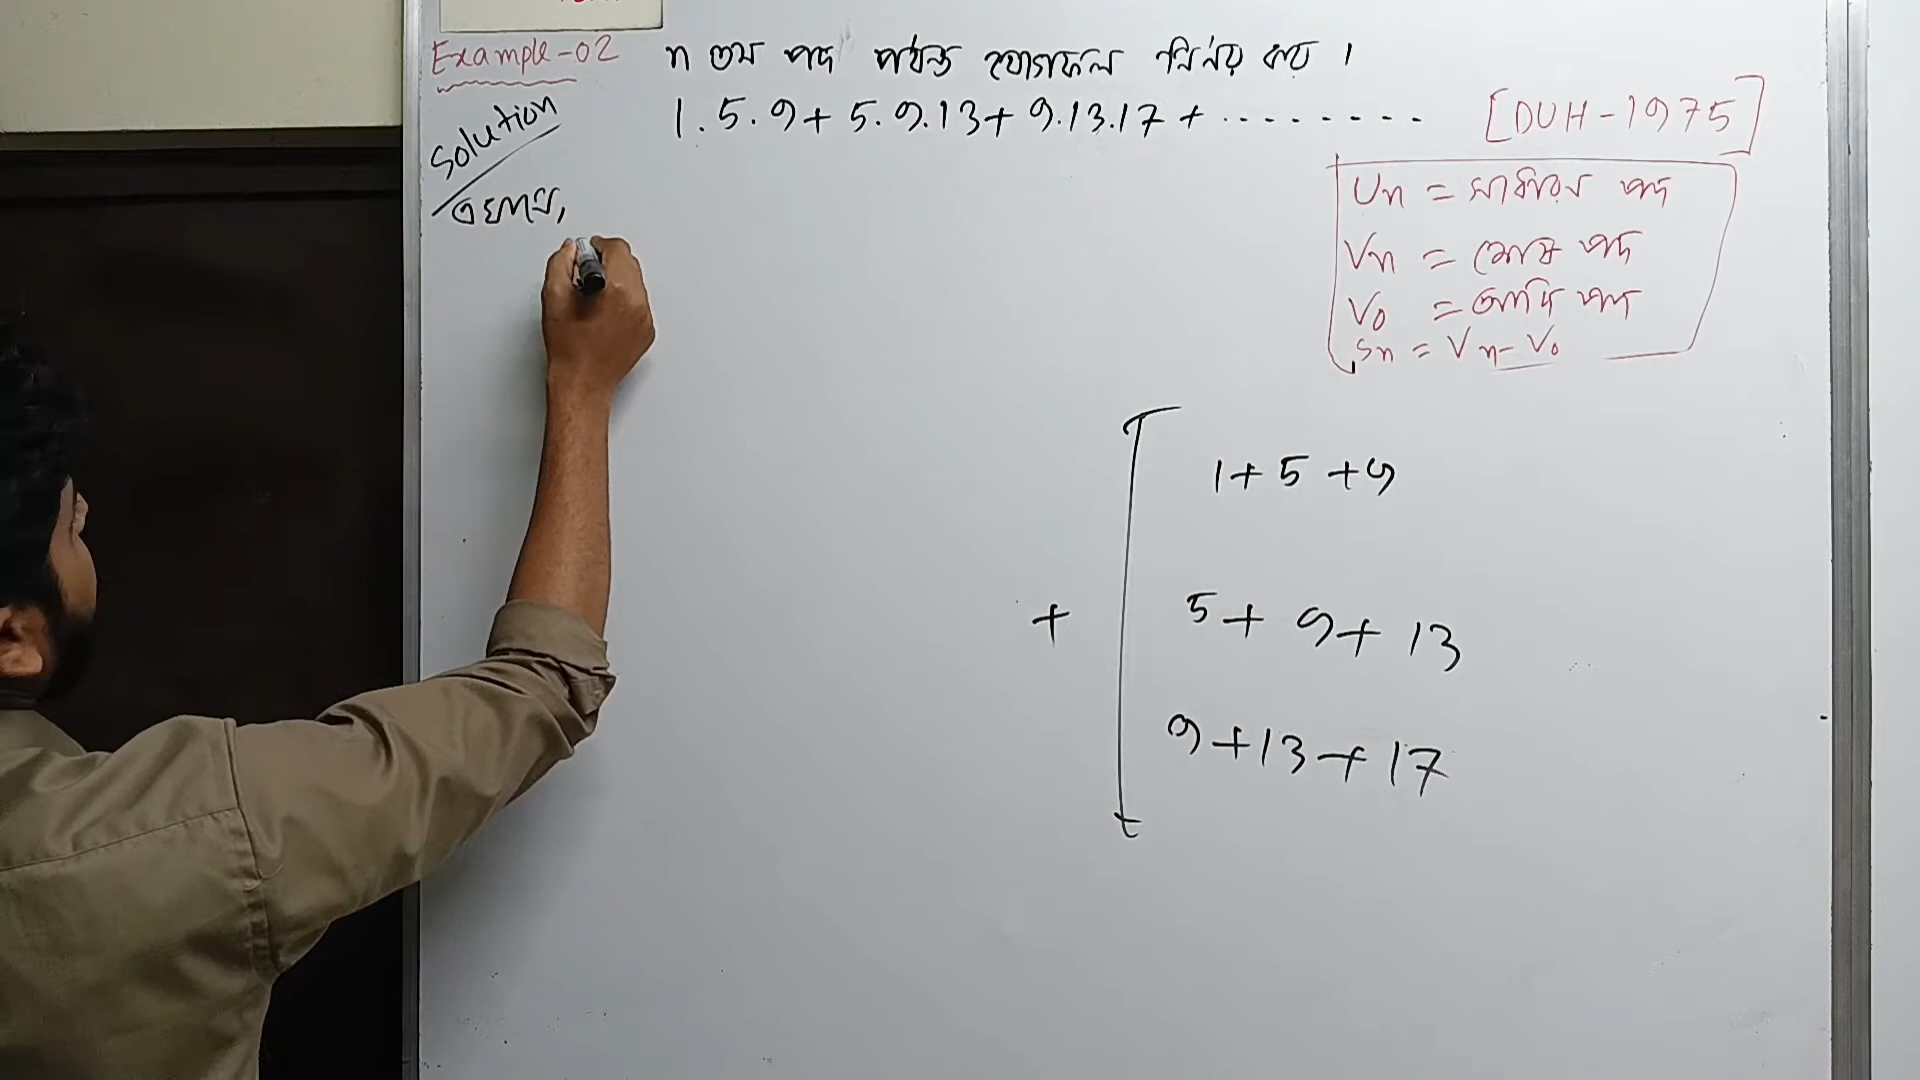 Example-02 n তম পদ পর্যন্ত যোগফল নির্নয় কর ।
1.5.9+ 5.9.13+ 9.13.17 + ........ [DUH-1975]
Solution
এখানে,
Un = সাধারন পদ
Vn = শেষ পদ
V₀ = আদি পদ
Sn = Vn - V₀
1+ 5 +9
+
5+ 9+ 13
9+13+17